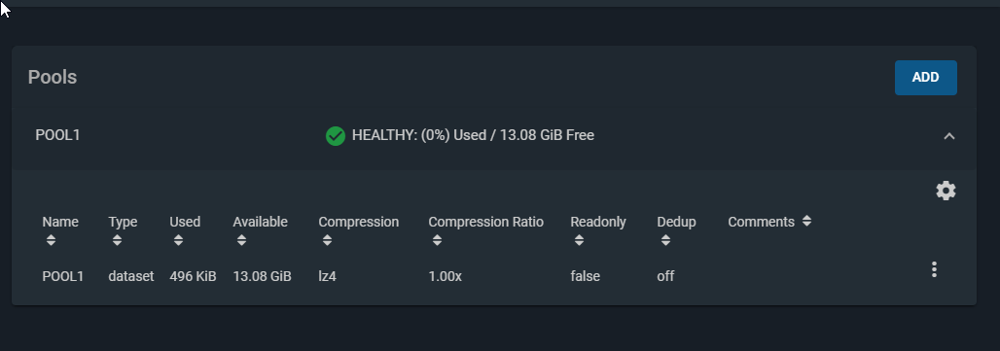 Pools
ADD
POOL1 HEALTHY: (0%) Used / 13.08 GiB Free
Name Type Used Available Compression Compression Ratio Readonly Dedup Comments
POOL1 dataset 496 KiB 13.08 GiB lz4 1.00x false off